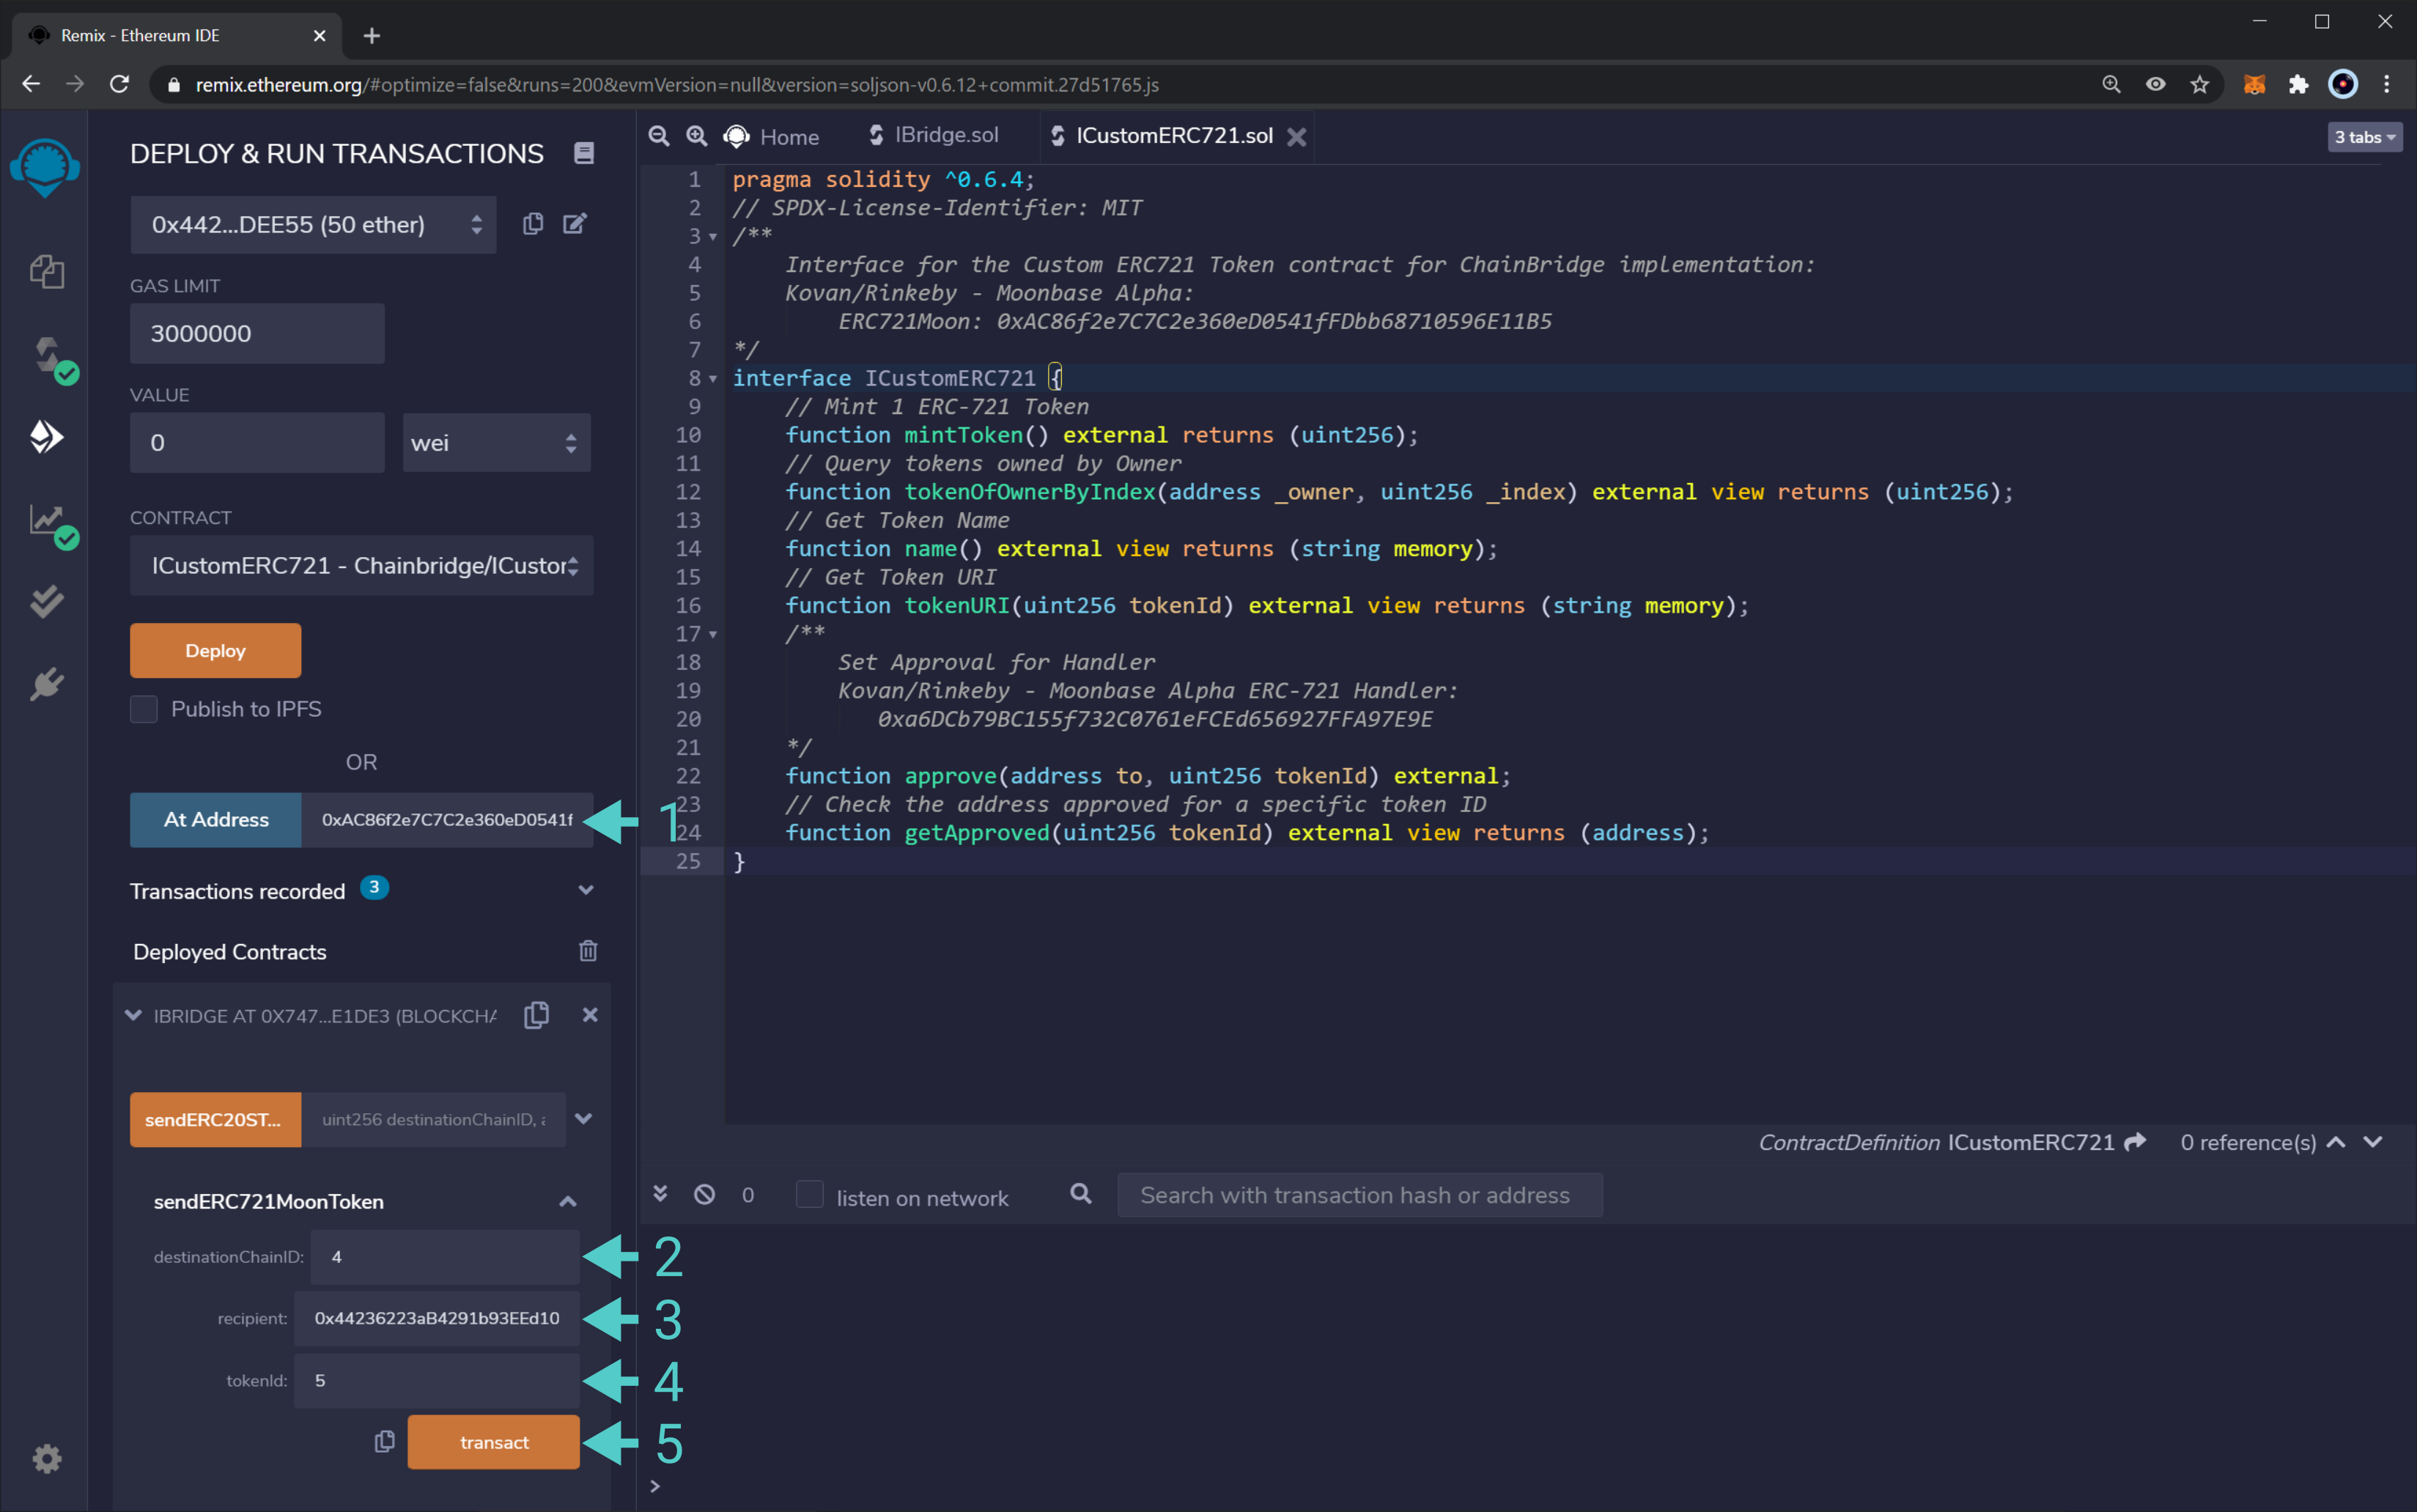 Remix - Ethereum IDE
remix.ethereum.org/#optimize=false&runs=200&evmVersion=null&version=soljson-v0.6.12+commit.27d51765.js
DEPLOY & RUN TRANSACTIONS
0x442...DEE55 (50 ether)
GAS LIMIT
3000000
VALUE
0
wei
CONTRACT
ICustomERC721 - Chainbridge/ICustor
Deploy
Publish to IPFS
OR
At Address
0xAC86f2e7C7C2e360eD0541f
1
Transactions recorded 3
Deployed Contracts
IBRIDGE AT 0X747...E1DE3 (BLOCKCHA
sendERC20ST...
uint256 destinationChainID, a
sendERC721MoonToken
destinationChainID: 4
2
recipient: 0x44236223aB4291b93EEd10
3
tokenId: 5
4
transact
5
Home
IBridge.sol
ICustomERC721.sol
3 tabs
1 pragma solidity ^0.6.4;
2 // SPDX-License-Identifier: MIT
3 /**
4 Interface for the Custom ERC721 Token contract for ChainBridge implementation:
5 Kovan/Rinkeby - Moonbase Alpha:
6 ERC721Moon: 0xAC86f2e7C7C2e360eD0541fFDbb68710596E11B5
7 */
8 interface ICustomERC721 {
9 // Mint 1 ERC-721 Token
10 function mintToken() external returns (uint256);
11 // Query tokens owned by Owner
12 function tokenOfOwnerByIndex(address _owner, uint256 _index) external view returns (uint256);
13 // Get Token Name
14 function name() external view returns (string memory);
15 // Get Token URI
16 function tokenURI(uint256 tokenId) external view returns (string memory);
17 /**
18 Set Approval for Handler
19 Kovan/Rinkeby - Moonbase Alpha ERC-721 Handler:
20 0xa6DCb79BC155f732C0761eFCEd656927FFA97E9E
21 */
22 function approve(address to, uint256 tokenId) external;
23 // Check the address approved for a specific token ID
24 function getApproved(uint256 tokenId) external view returns (address);
25 }
ContractDefinition ICustomERC721 0 reference(s)
0 listen on network
Search with transaction hash or address
>